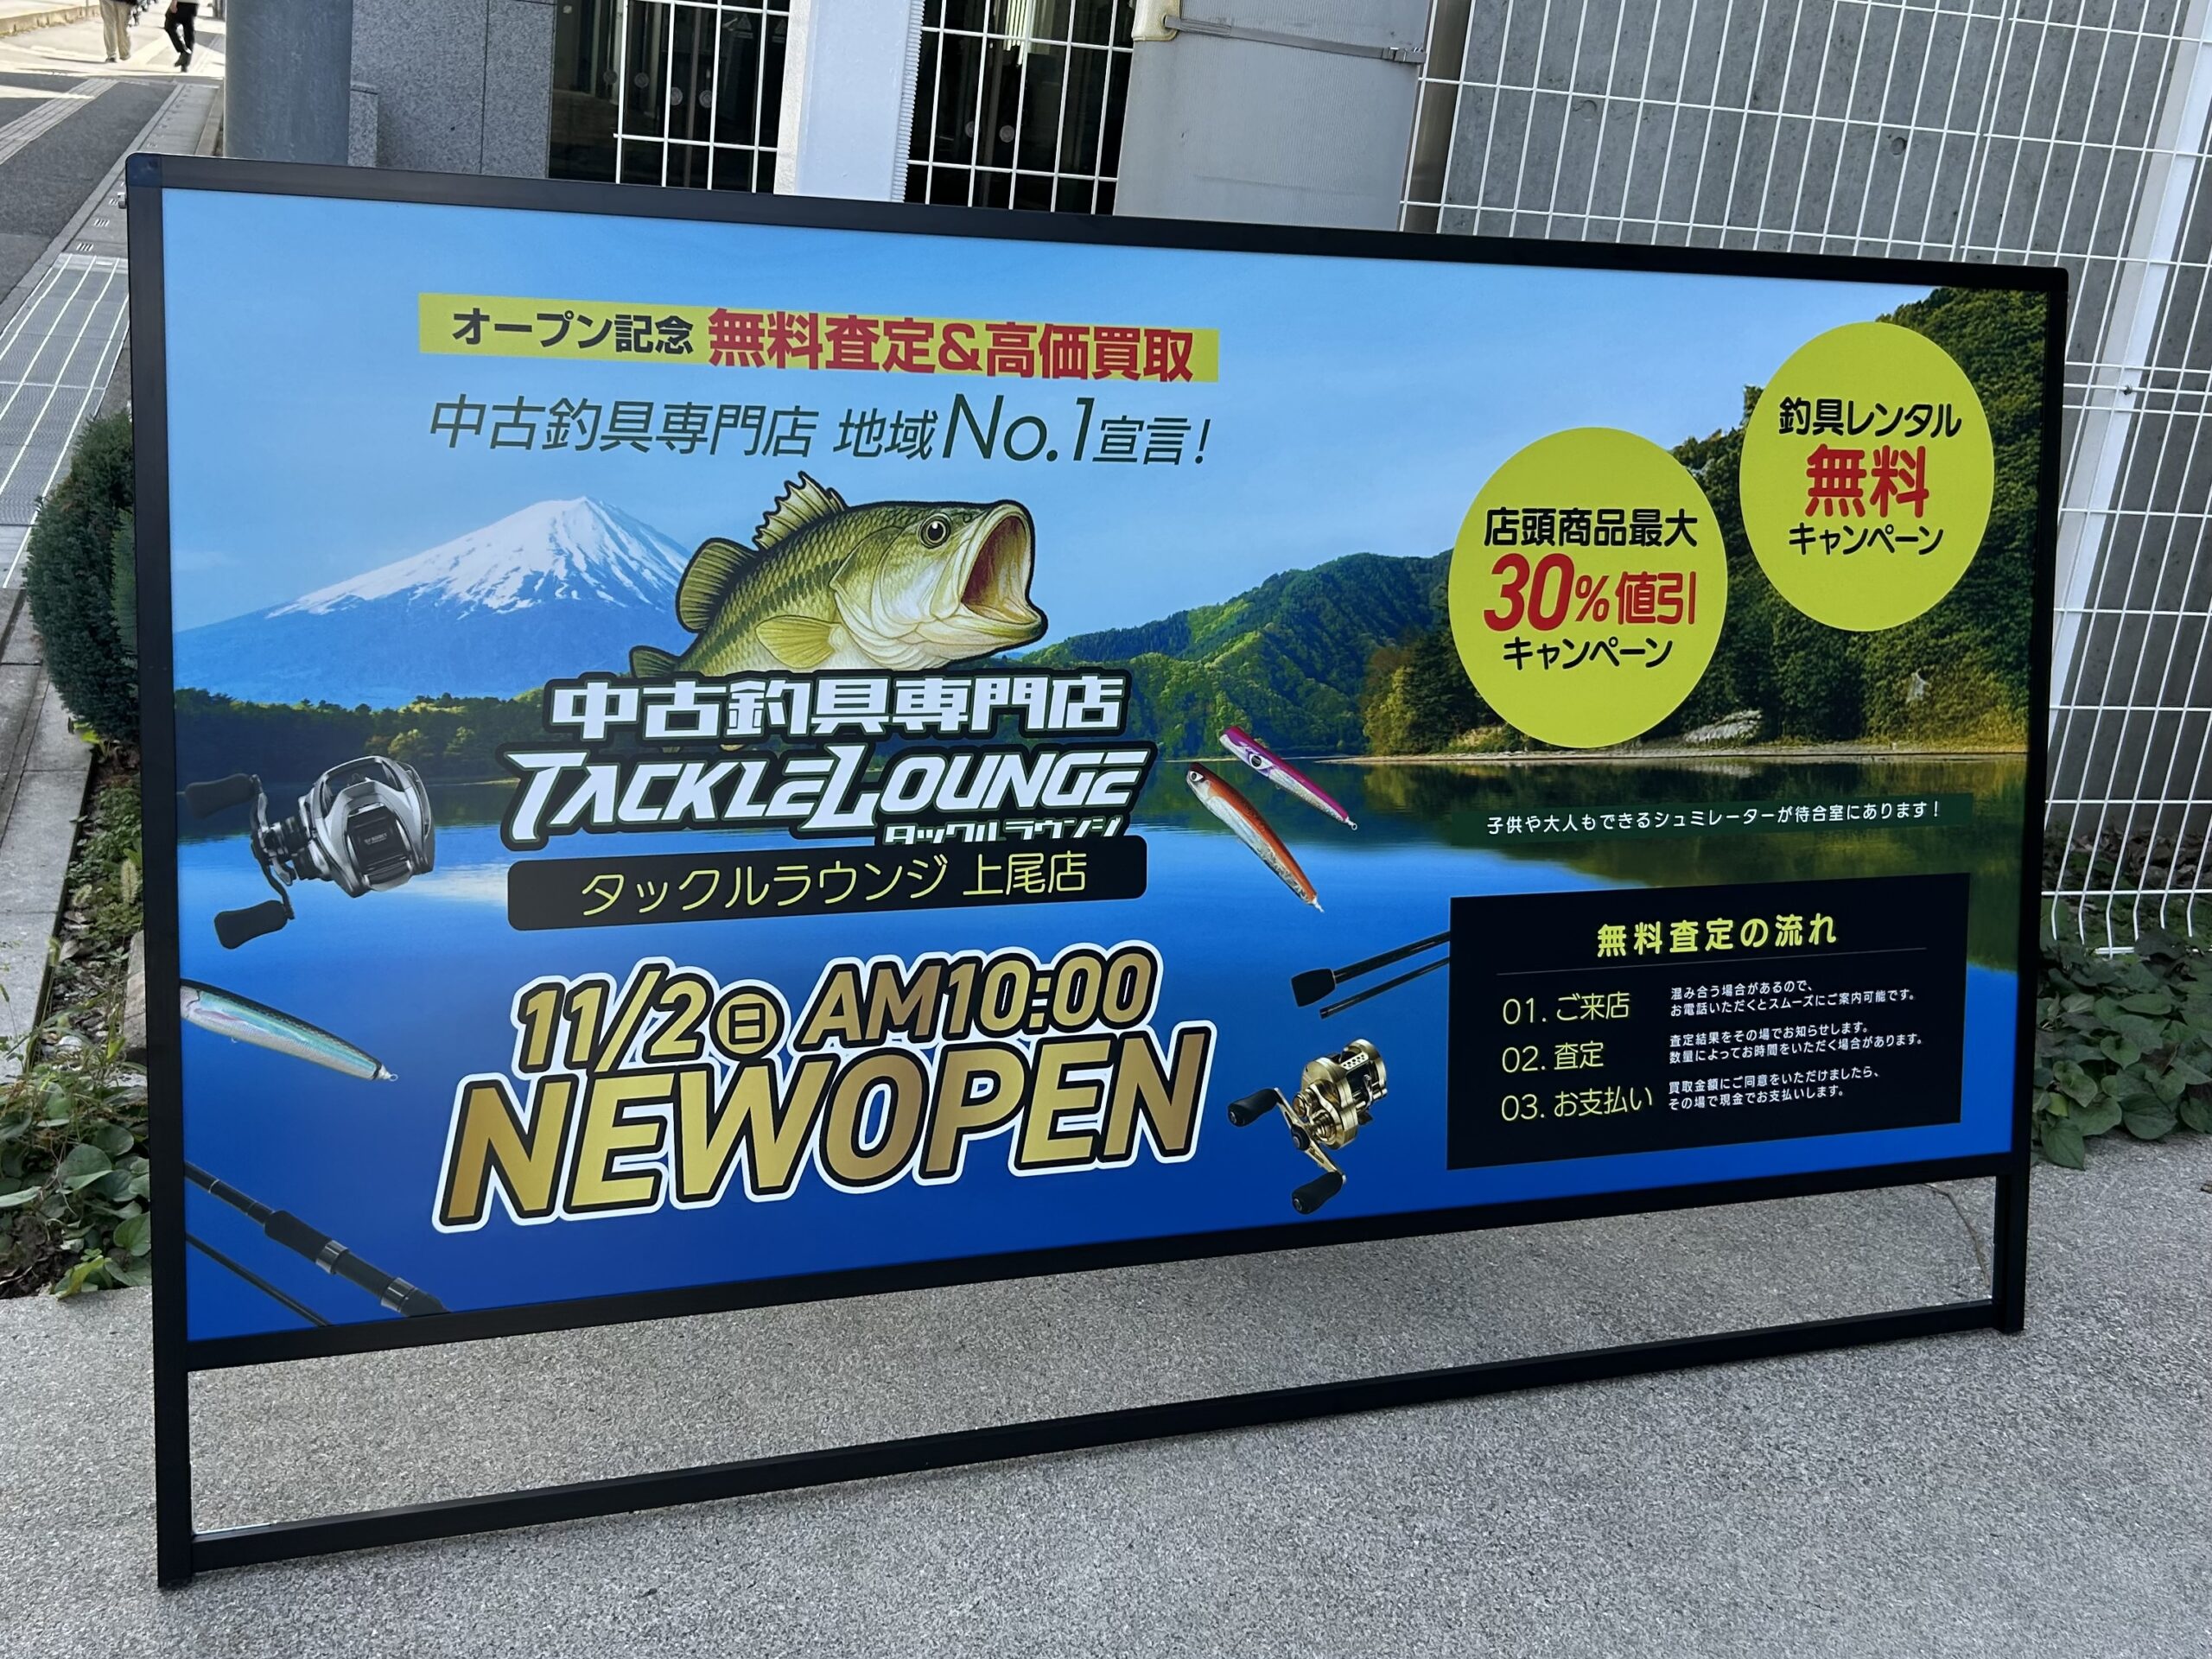 オープン記念 無料査定&高価買取
中古釣具専門店 地域No.1宣言!
中古釣具専門店
TACKLELOUNGE
タックルラウンジ
タックルラウンジ 上尾店
11/2㊐ AM10:00
NEWOPEN
店頭商品最大
30%値引
キャンペーン
釣具レンタル
無料
キャンペーン
子供や大人もできるシュミレーターが待合室にあります!
無料査定の流れ
01. ご来店
混み合う場合があるので、
お電話いただくとスムーズにご案内可能です。
02. 査定
査定結果をその場でお知らせします。
数量によってお時間をいただく場合があります。
03. お支払い
買取金額にご同意をいただけましたら、
その場で現金でお支払いします。